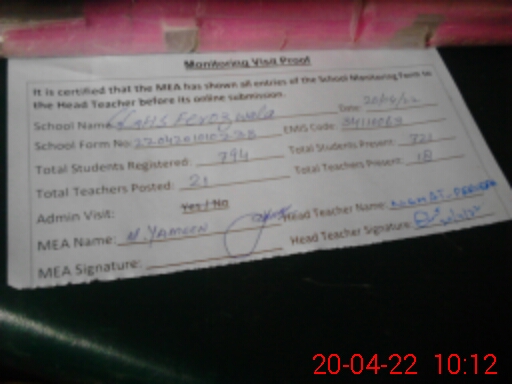 Monitoring Visit Proof
It is certified that the MEA has shown all entries of the School Monitoring Form to
the Head Teacher before its online submission.
School Name: Ferozwala Date: 20/4/22
School Form No: EMIS Code:
Total Students Registered: 794 Total Students Present: 721
Total Teachers Posted: 21 Total Teachers Present: 18
Admin Visit: Yes / No
MEA Name: M. YAMEEN Head Teacher Name:
MEA Signature: Head Teacher Signature:
20-04-22 10:12